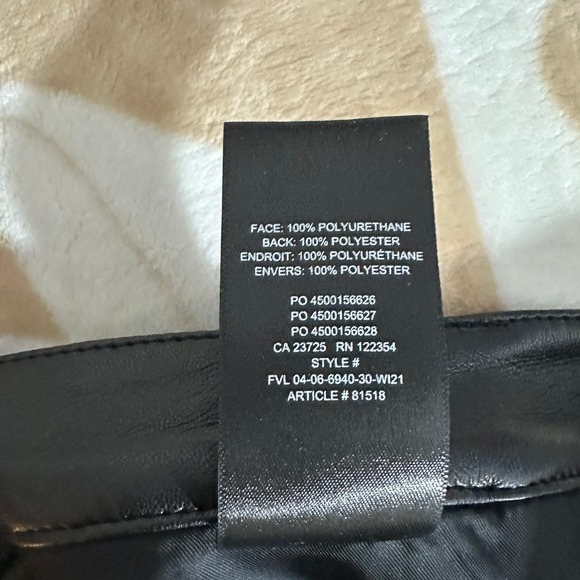 FACE: 100% POLYURETHANE
BACK: 100% POLYESTER
ENDROIT: 100% POLYURÉTHANE
ENVERS: 100% POLYESTER
PO 4500156626
PO 4500156627
PO 4500156628
CA 23725 RN 122354
STYLE #
FVL 04-06-6940-30-WI21
ARTICLE # 81518